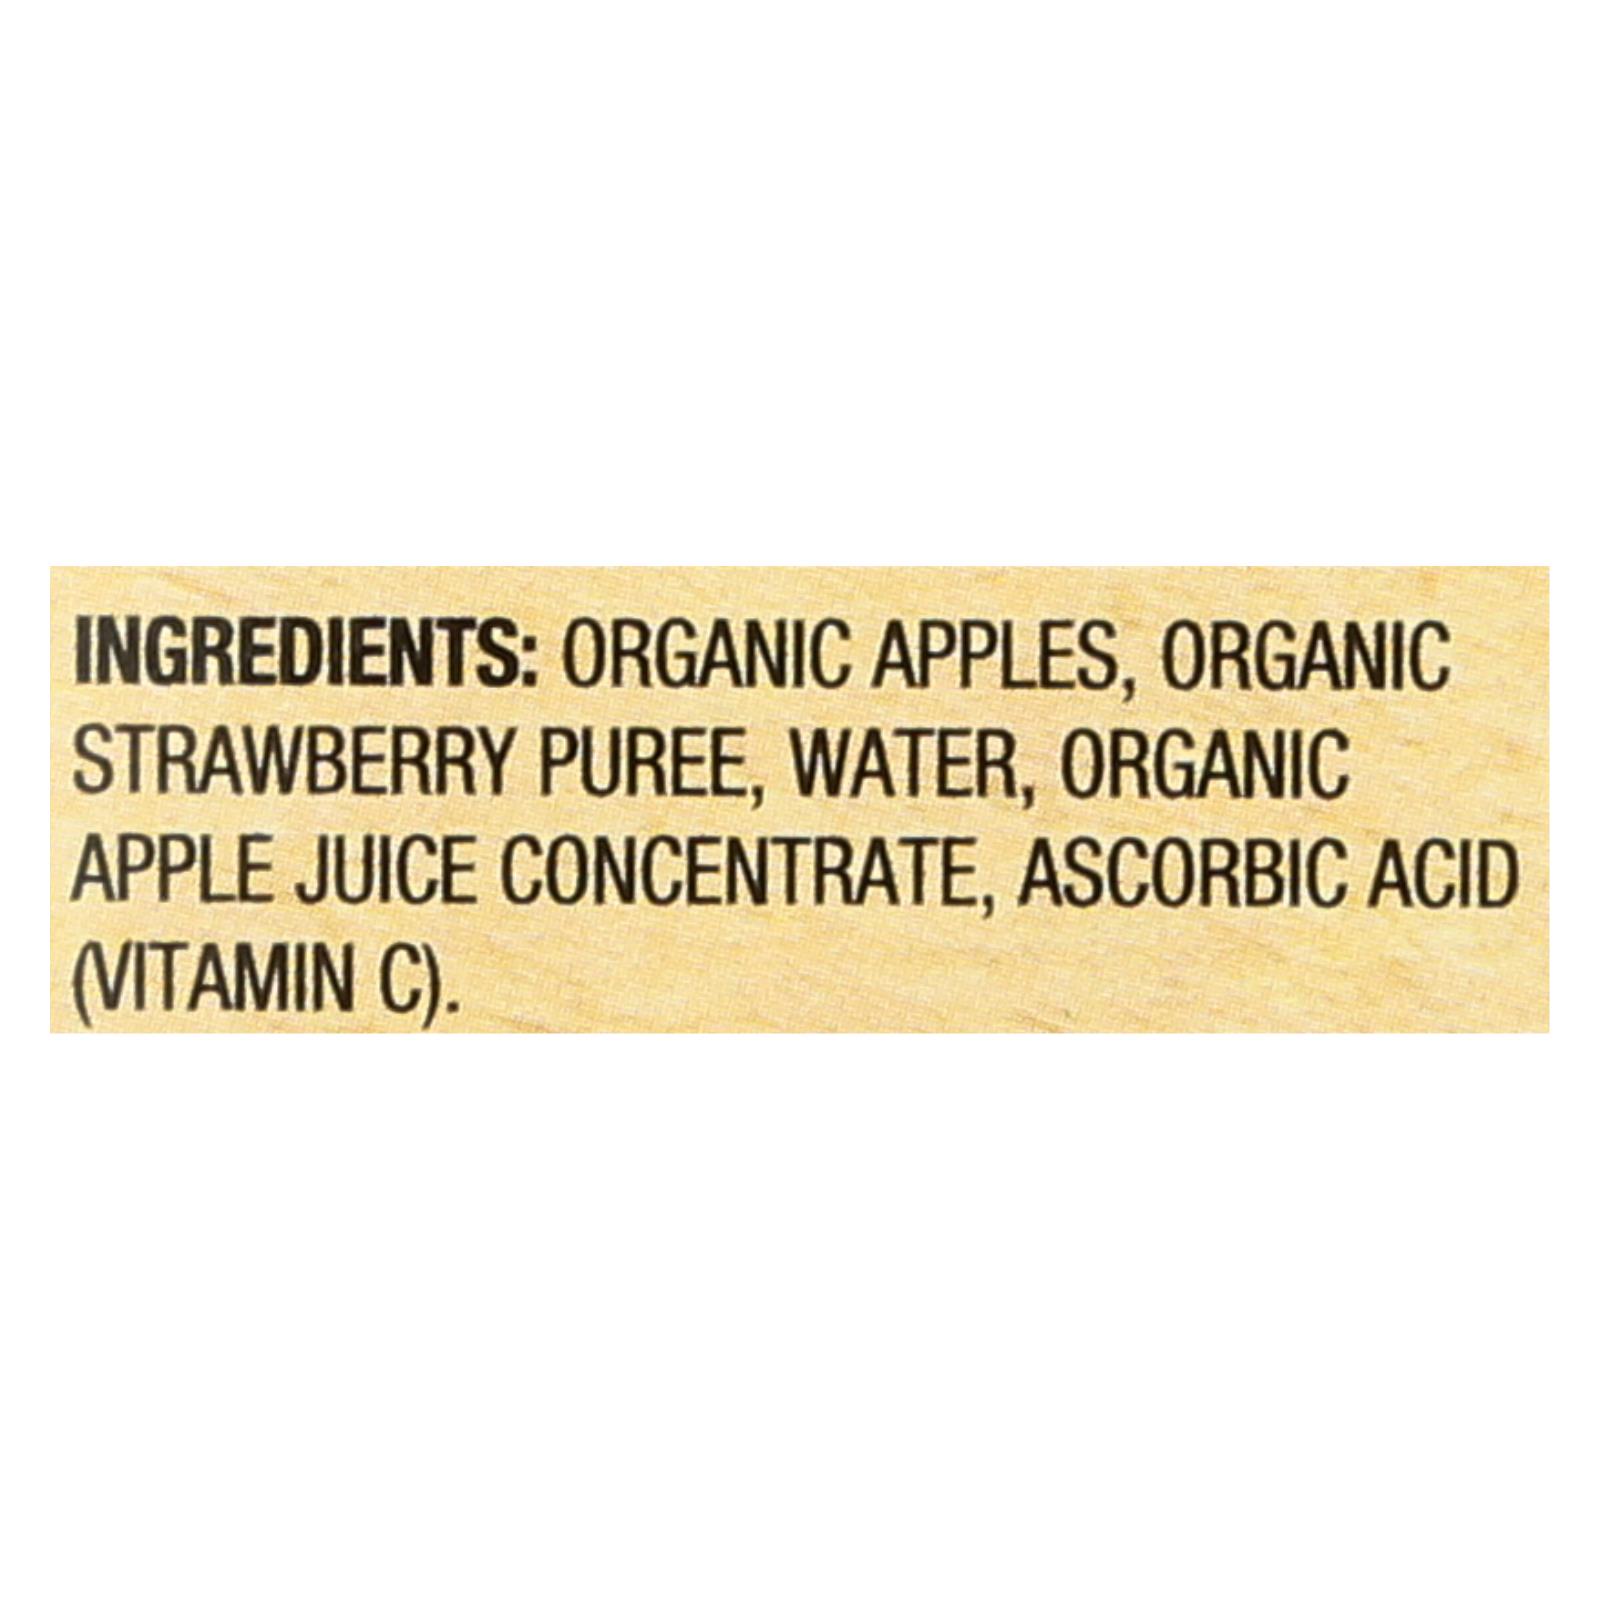 INGREDIENTS: ORGANIC APPLES, ORGANIC
STRAWBERRY PUREE, WATER, ORGANIC
APPLE JUICE CONCENTRATE, ASCORBIC ACID
(VITAMIN C).